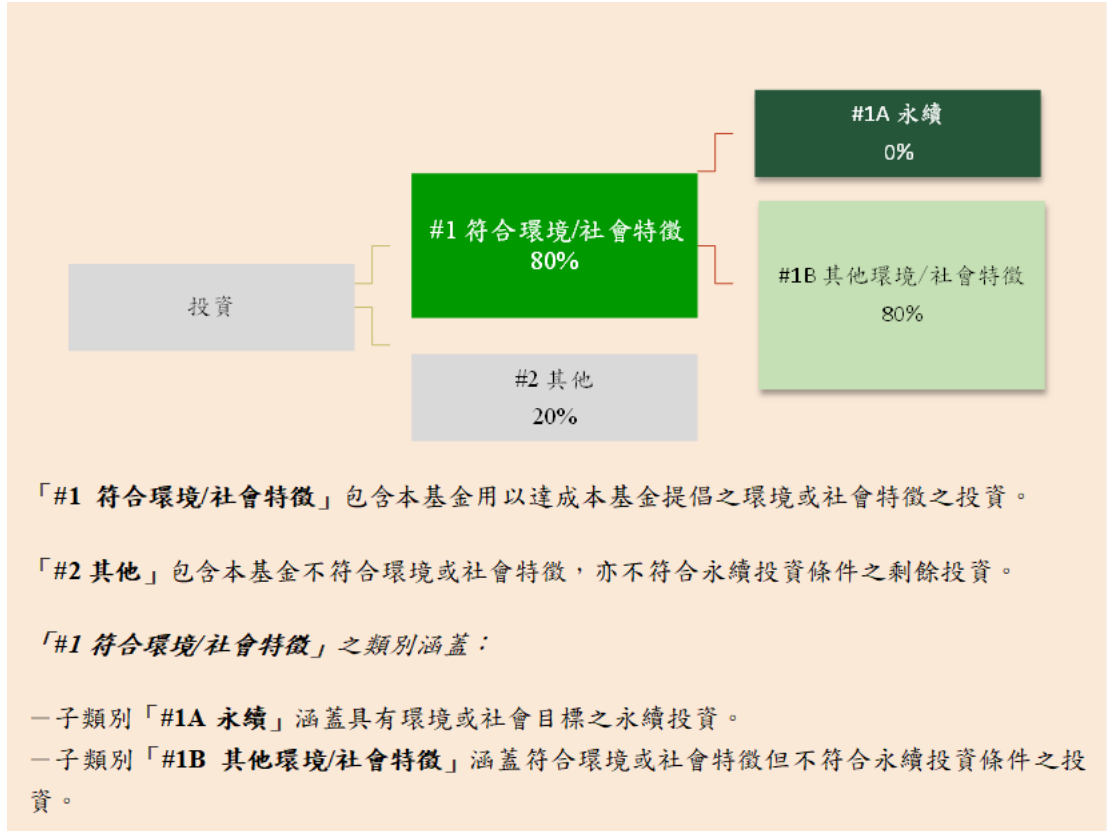 #1A 永續
0%
#1 符合環境/社會特徵
80%
#1B 其他環境/社會特徵
80%
投資
#2 其他
20%
「#1 符合環境/社會特徵」包含本基金用以達成本基金提倡之環境或社會特徵之投資。
「#2 其他」包含本基金不符合環境或社會特徵，亦不符合永續投資條件之剩餘投資。
「#1 符合環境/社會特徵」之類別涵蓋：
－子類別「#1A 永續」涵蓋具有環境或社會目標之永續投資。
－子類別「#1B 其他環境/社會特徵」涵蓋符合環境或社會特徵但不符合永續投資條件之投
資。